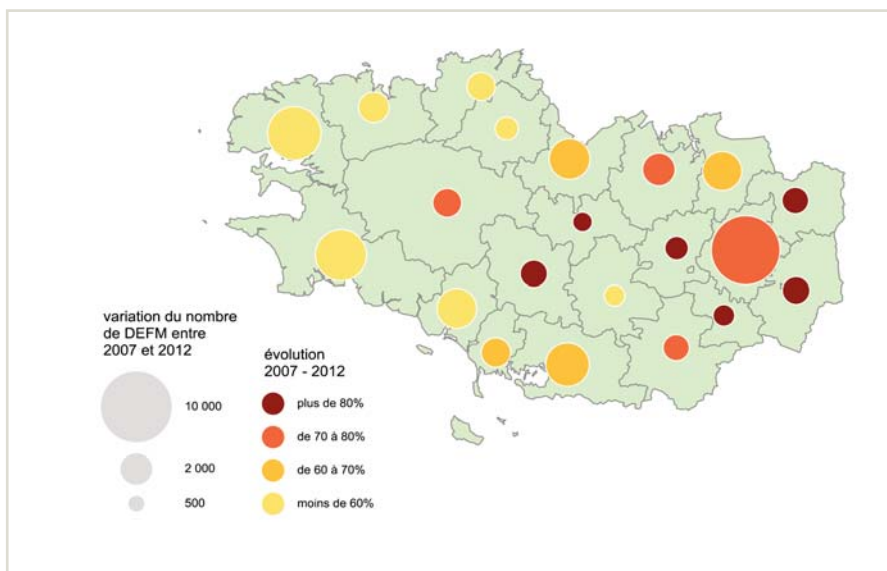 variation du nombre
de DEFM entre
2007 et 2012
10 000
2 000
500
évolution
2007 - 2012
plus de 80%
de 70 à 80%
de 60 à 70%
moins de 60%